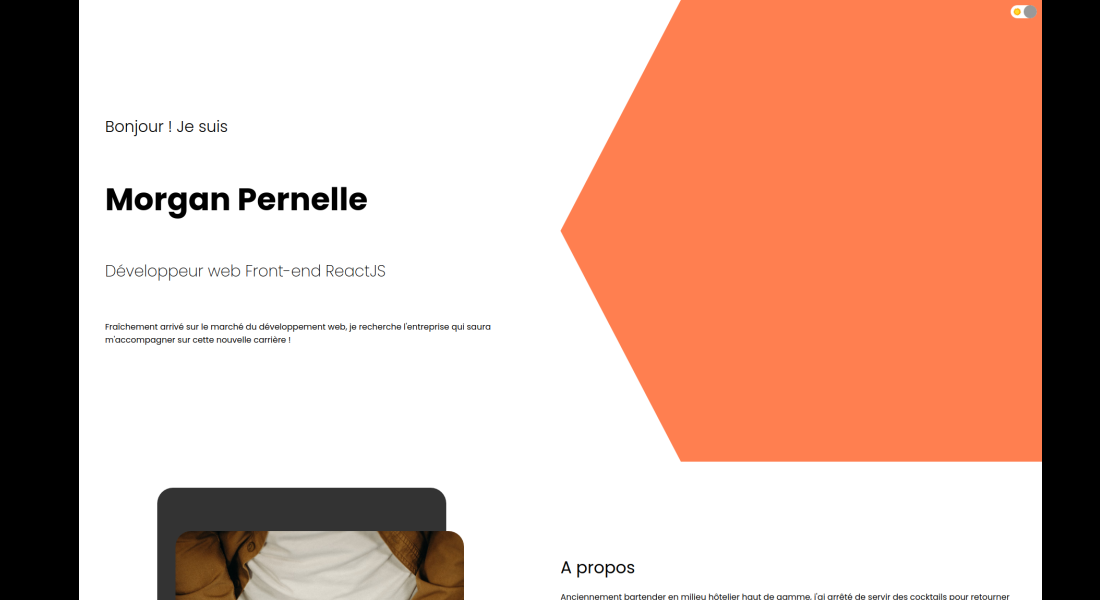 Bonjour ! Je suis
Morgan Pernelle
Développeur web Front-end ReactJS
Fraîchement arrivé sur le marché du développement web, je recherche l'entreprise qui saura
m'accompagner sur cette nouvelle carrière !
A propos
Anciennement bartender en milieu hôtelier haut de gamme, j'ai arrêté de servir des cocktails pour retourner